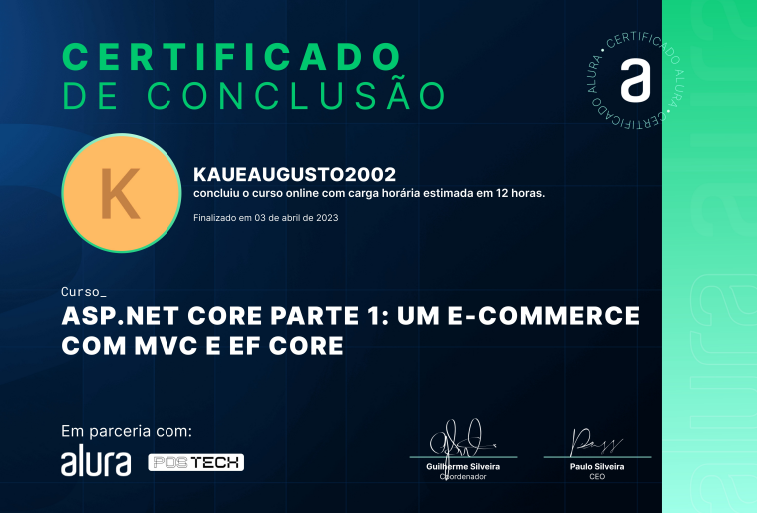 CERTIFICADO
DE CONCLUSÃO
CERTIFICADO ALURA • CERTIFICADO ALURA •
a
K
KAUEAUGUSTO2002
concluiu o curso online com carga horária estimada em 12 horas.
Finalizado em 03 de abril de 2023
Curso_
ASP.NET CORE PARTE 1: UM E-COMMERCE
COM MVC E EF CORE
Em parceria com:
alura POS TECH
Guilherme Silveira
Coordenador
Paulo Silveira
CEO
alura
alura